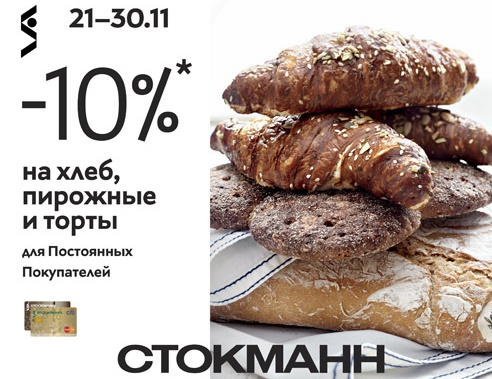 21–30.11
-10%*
на хлеб,
пирожные
и торты
для Постоянных
Покупателей
СТОКМАНН